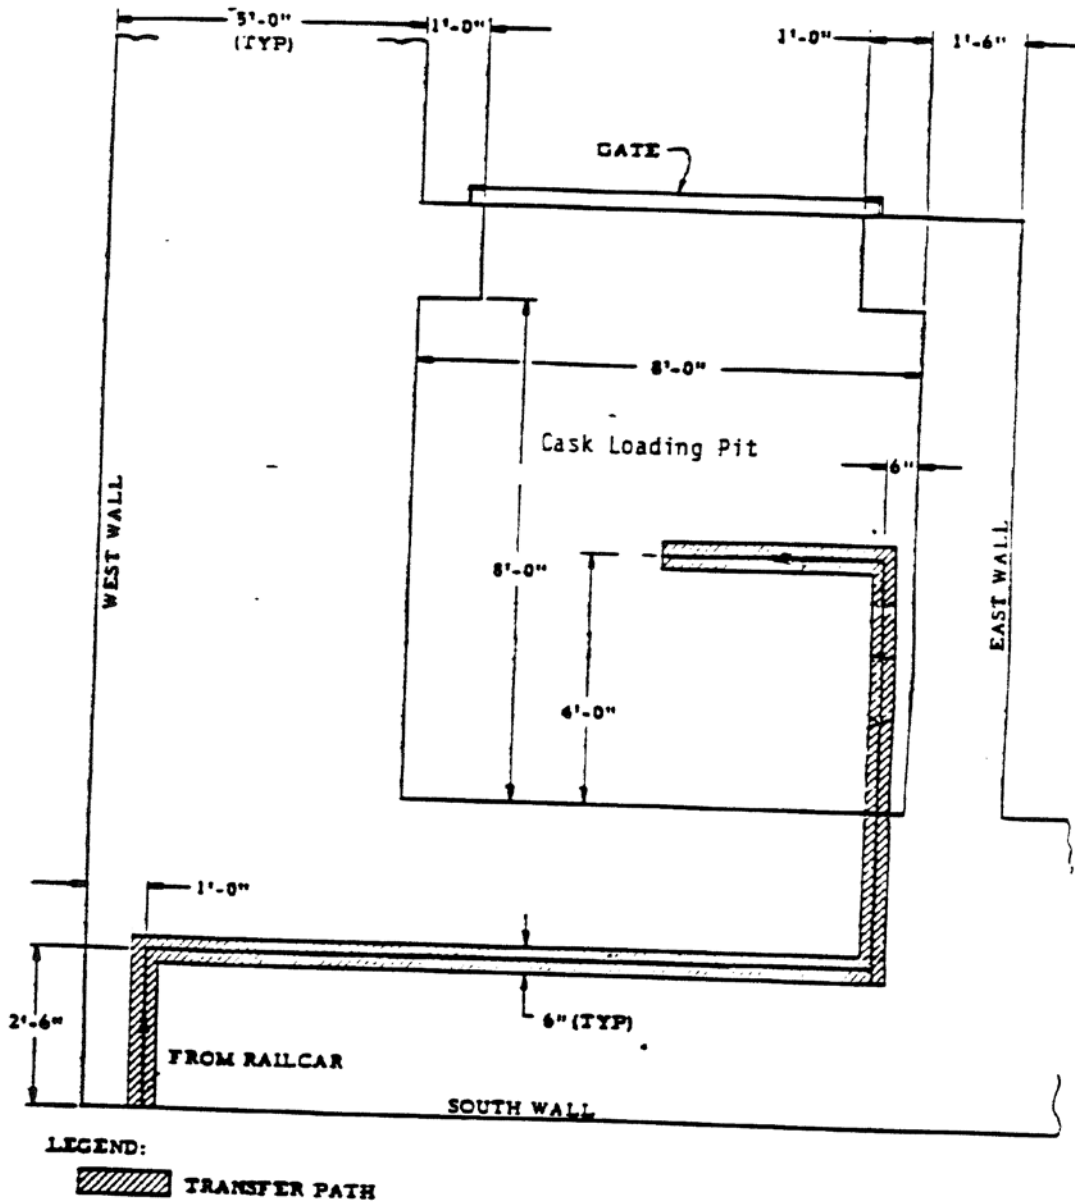 5'-0"
(TYP)
1'-0"
1'-0"
1'-6"
GATE
8'-0"
Cask Loading Pit
6"
WEST WALL
8'-0"
EAST WALL
4'-0"
1'-0"
2'-6"
6" (TYP)
FROM RAILCAR
SOUTH WALL
LEGEND:
TRANSFER PATH